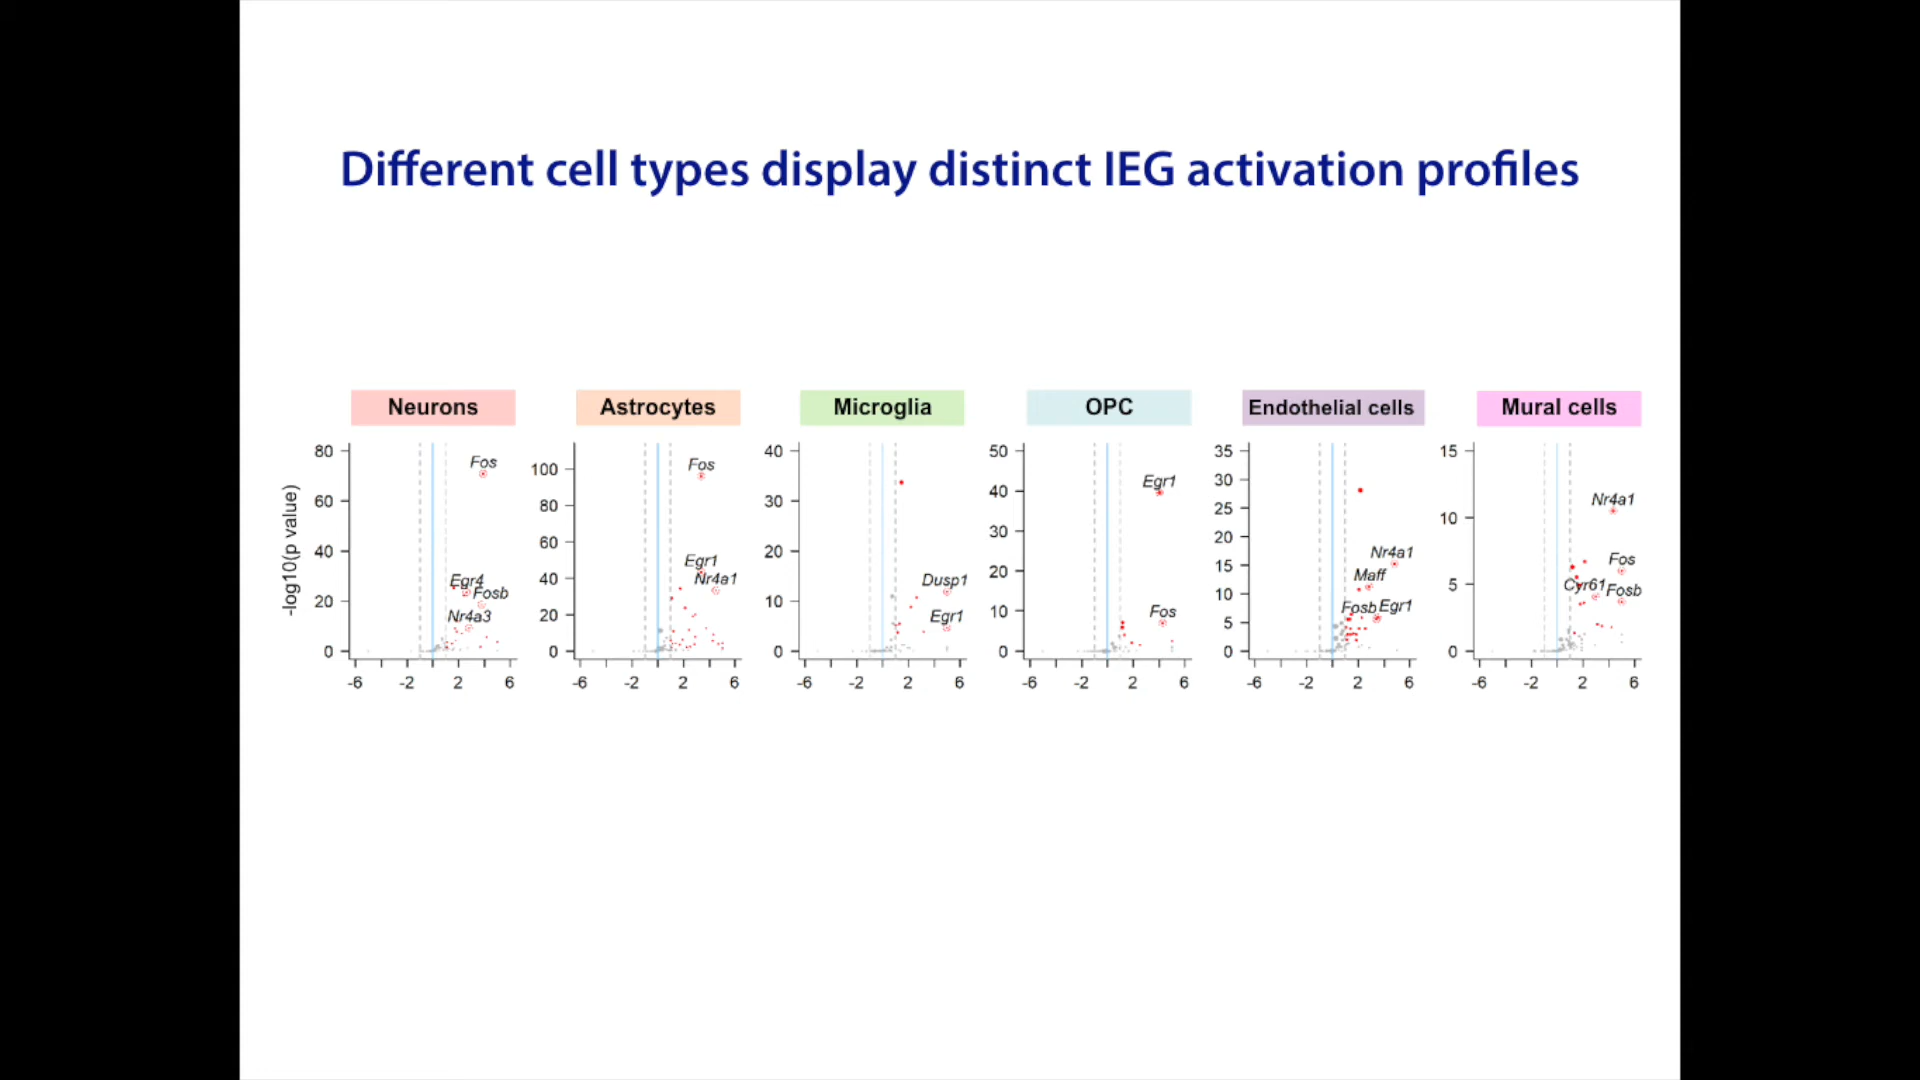 Different cell types display distinct IEG activation profiles
Neurons
Astrocytes
Microglia
OPC
Endothelial cells
Mural cells
-log10(p value)
80
60
40
20
0
Fos
Egr4
Fosb
Nr4a3
-6 -2 2 6
100
80
60
40
20
0
Fos
Egr1
Nr4a1
-6 -2 2 6
40
30
20
10
0
Dusp1
Egr1
-6 -2 2 6
50
40
30
20
10
0
Egr1
Fos
-6 -2 2 6
35
30
25
20
15
10
5
0
Nr4a1
Maff
Fosb Egr1
-6 -2 2 6
15
10
5
0
Nr4a1
Fos
Cyr61 Fosb
-6 -2 2 6